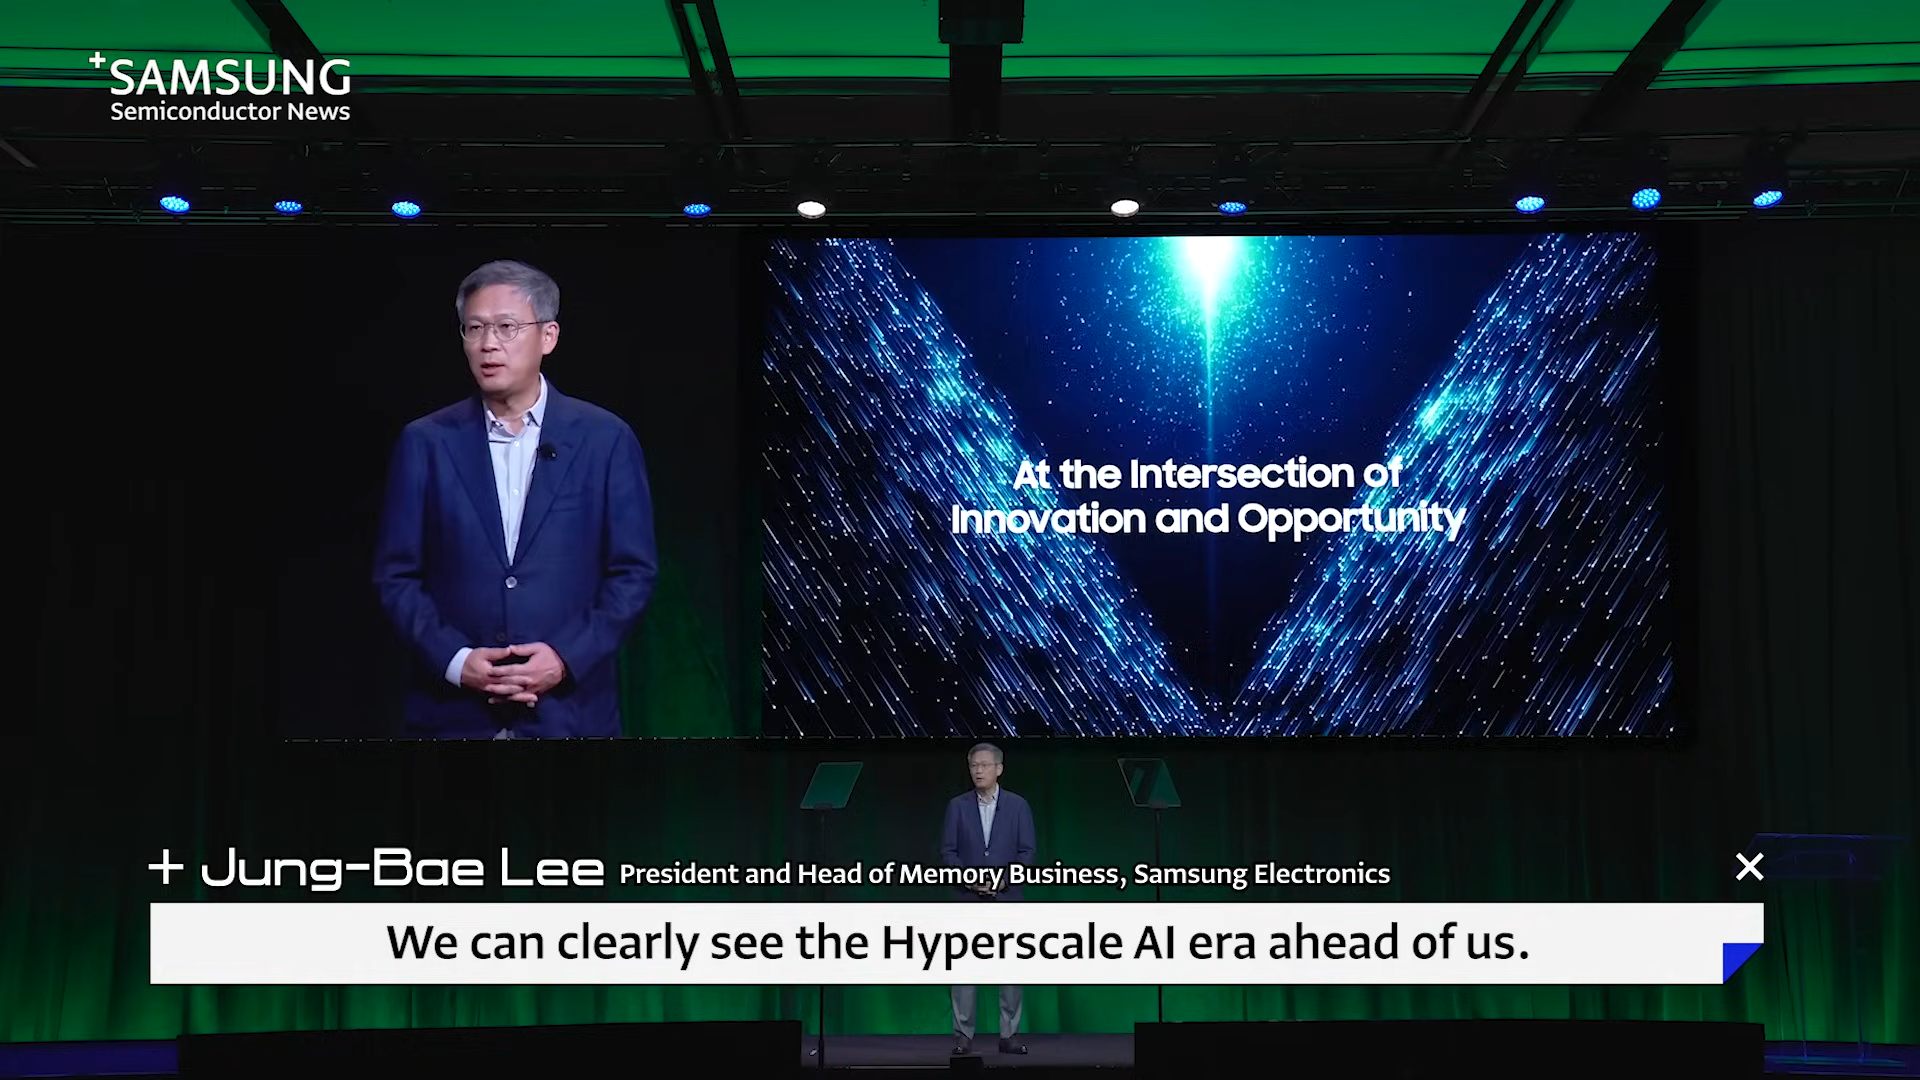 +SAMSUNG
Semiconductor News
At the Intersection of
Innovation and Opportunity
+ Jung-Bae Lee President and Head of Memory Business, Samsung Electronics
We can clearly see the Hyperscale AI era ahead of us.